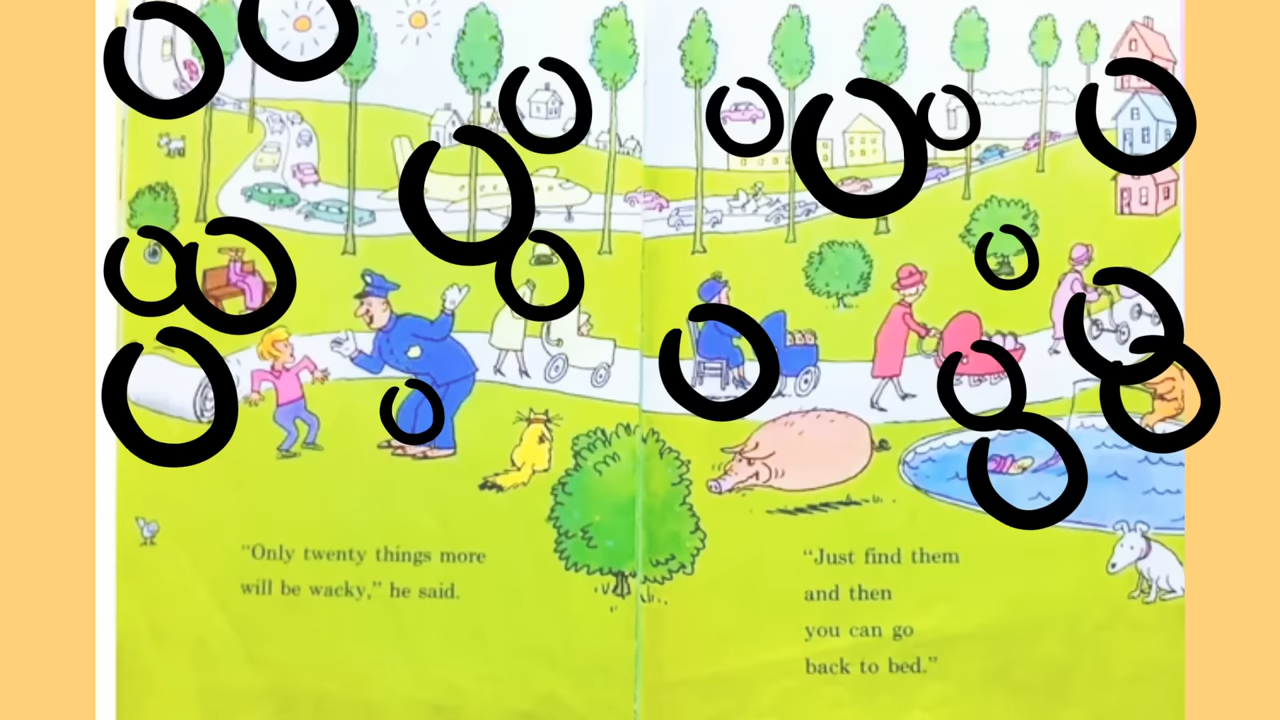 "Only twenty things more
will be wacky," he said.
"Just find them
and then
you can go
back to bed."